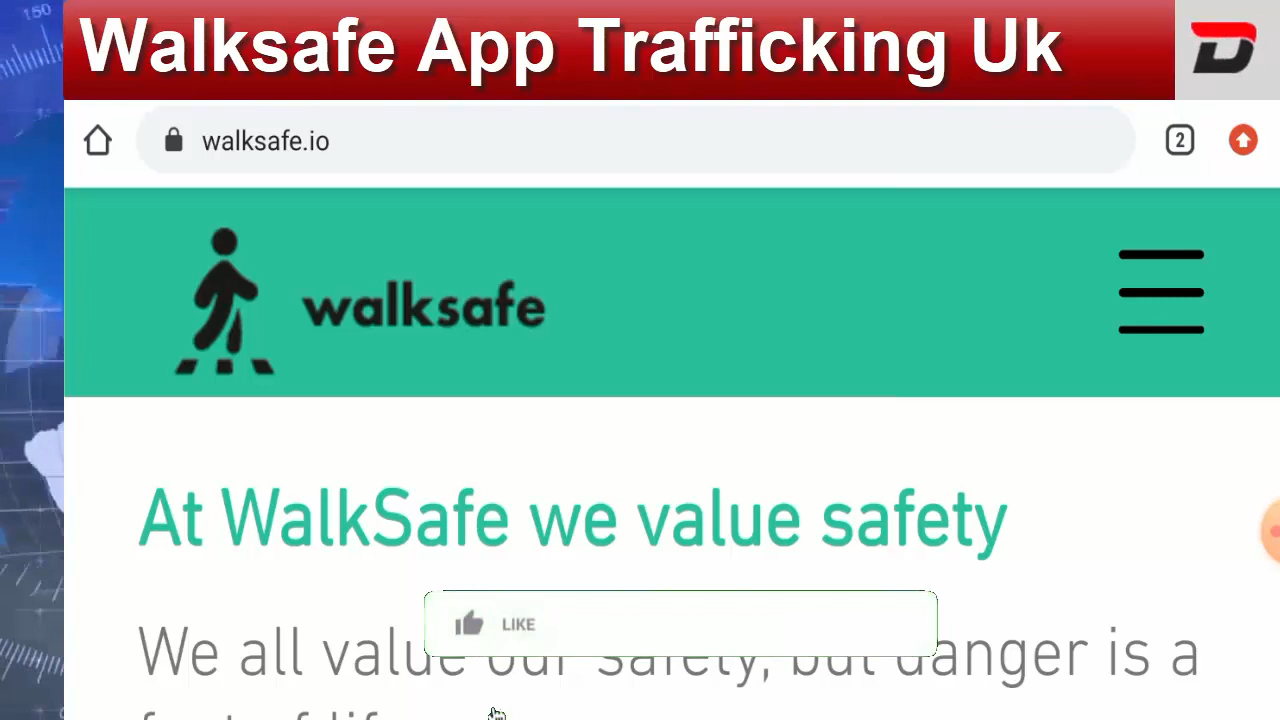 Walksafe App Trafficking Uk
150
walksafe.io
2
walksafe
At WalkSafe we value safety
LIKE
We all value our safety, but danger is a